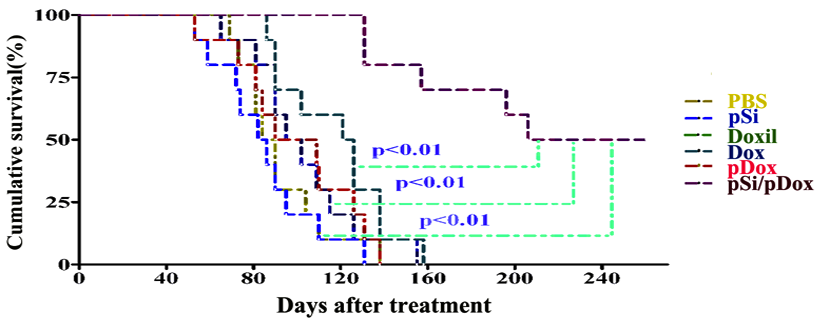 Cumulative survival(%)
100
75
50
25
0
p<0.01
p<0.01
p<0.01
PBS
pSi
Doxil
Dox
pDox
pSi/pDox
0 40 80 120 160 200 240
Days after treatment